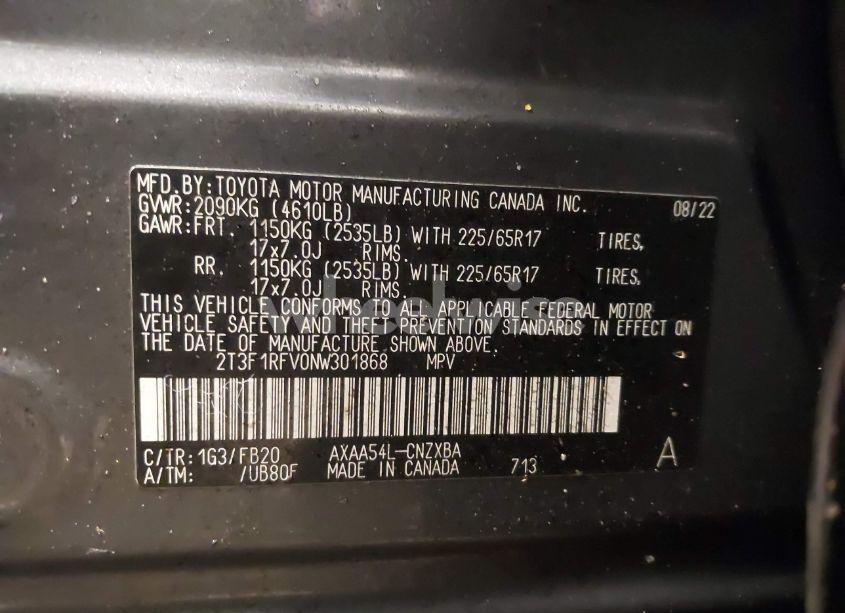 MFD.BY:TOYOTA MOTOR MANUFACTURING CANADA INC. 08/22
GVWR:2090KG (4610LB)
GAWR:FRT. 1150KG (2535LB) WITH 225/65R17 TIRES,
17x7.0J RIMS.
RR. 1150KG (2535LB) WITH 225/65R17 TIRES,
17x7.0J RIMS.
THIS VEHICLE CONFORMS TO ALL APPLICABLE FEDERAL MOTOR
VEHICLE SAFETY AND THEFT PREVENTION STANDARDS IN EFFECT ON
THE DATE OF MANUFACTURE SHOWN ABOVE.
2T3F1RFV0NW301868 MPV
C/TR:1G3/FB20 AXAA54L-CNZXBA
A/TM: /UB80F MADE IN CANADA 713 A